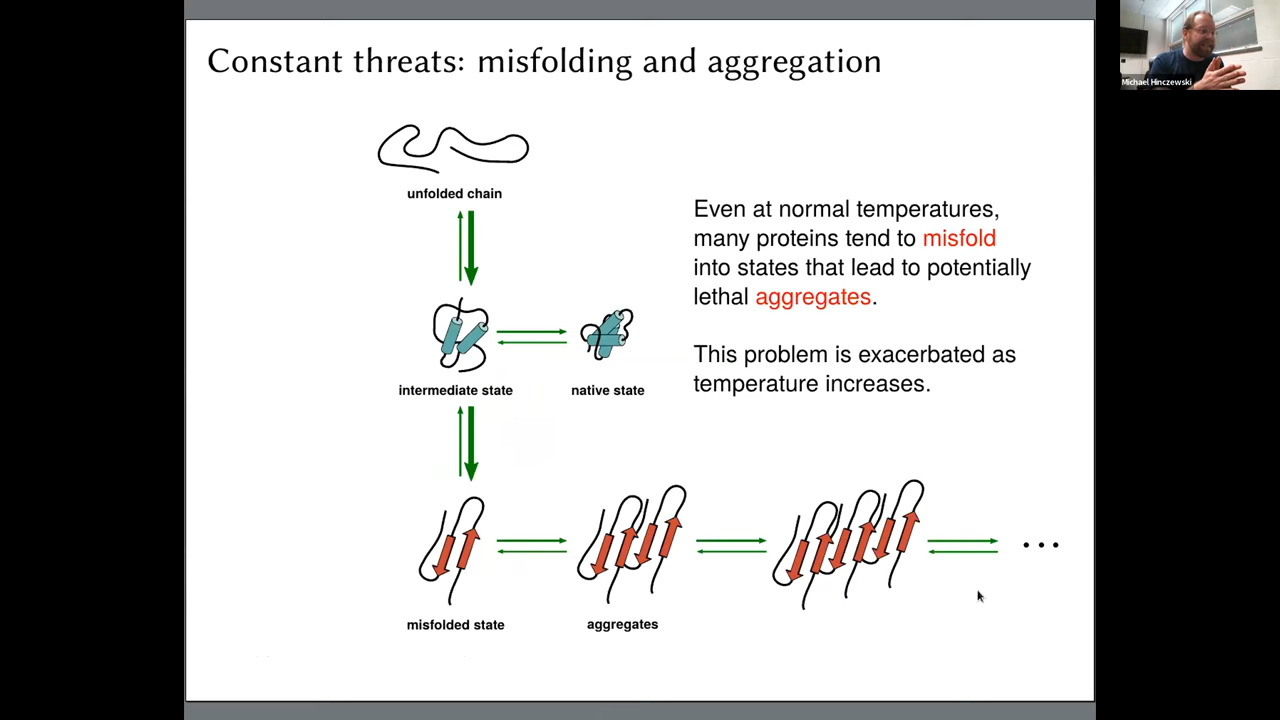 Constant threats: misfolding and aggregation
Michael Hinczewski
unfolded chain
Even at normal temperatures,
many proteins tend to misfold
into states that lead to potentially
lethal aggregates.
This problem is exacerbated as
temperature increases.
intermediate state
native state
...
misfolded state
aggregates